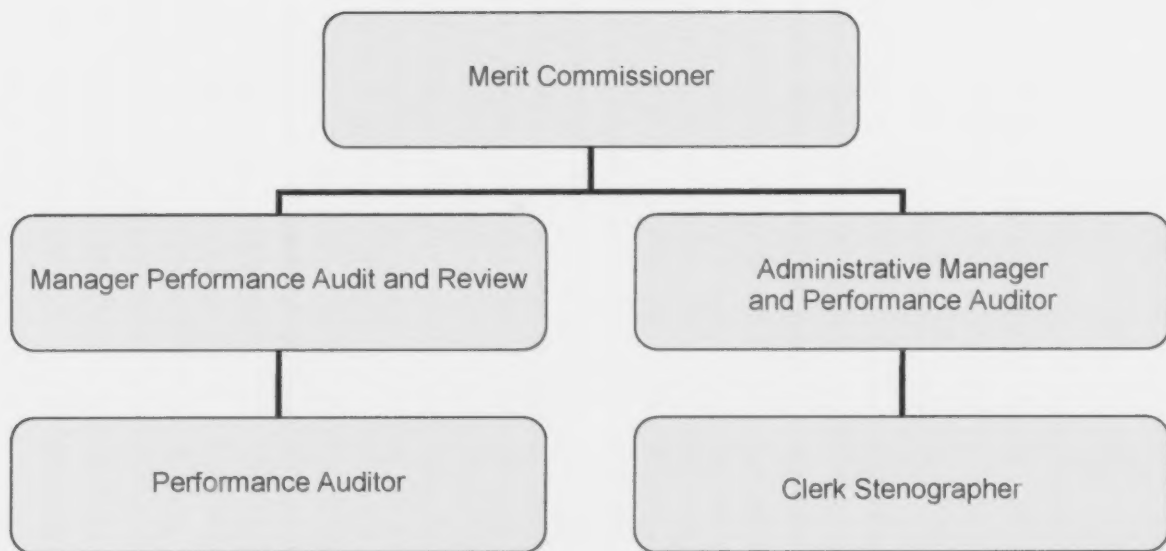 Merit Commissioner
Manager Performance Audit and Review
Administrative Manager
and Performance Auditor
Performance Auditor
Clerk Stenographer